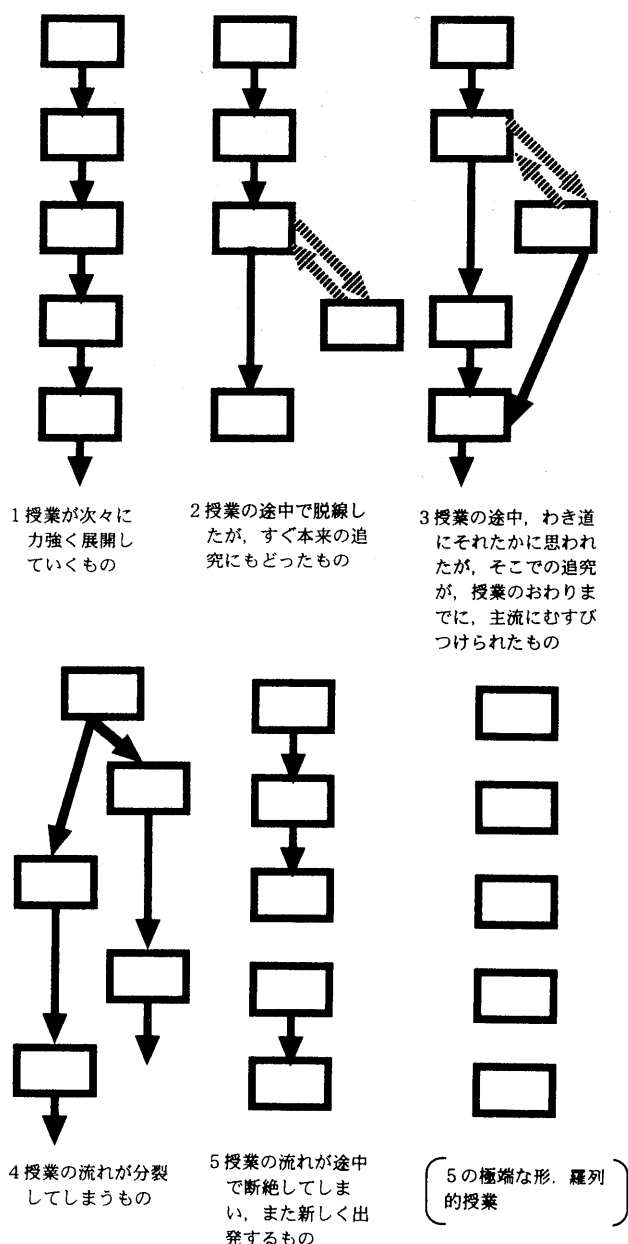 1授業が次々に
力強く展開し
ていくもの
2授業の途中で脱線し
たが，すぐ本来の追
究にもどったもの
3授業の途中，わき道
にそれたかに思われ
たが，そこでの追究
が，授業のおわりま
でに，主流にむすび
つけられたもの
4授業の流れが分裂
してしまうもの
5授業の流れが途中
で断絶してしま
い，また新しく出
発するもの
5の極端な形．羅列
的授業